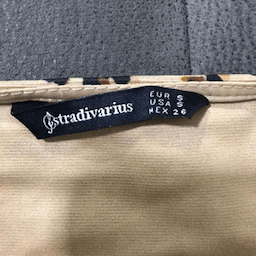 stradivarius
EUR S
USA S
MEX 26